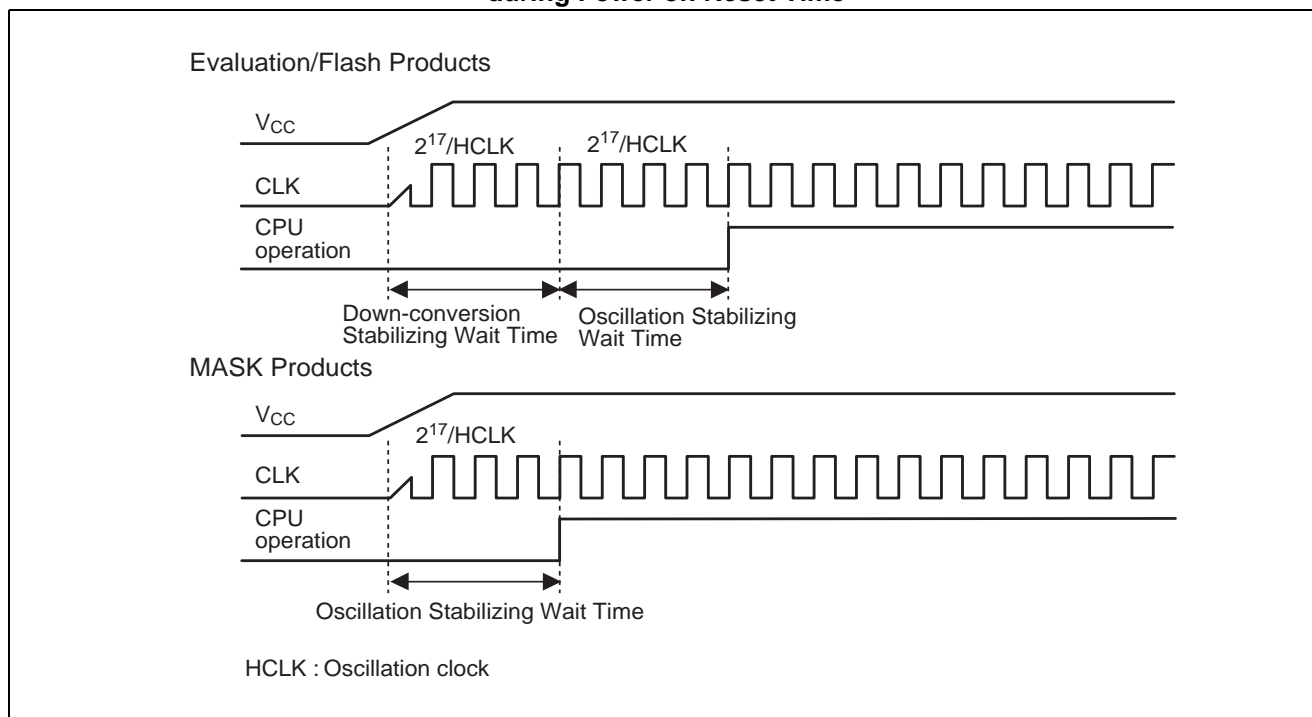 during Power-on Reset Time
Evaluation/Flash Products
V_CC
2^17/HCLK 2^17/HCLK
CLK
CPU
operation
Down-conversion
Stabilizing Wait Time
Oscillation Stabilizing
Wait Time
MASK Products
V_CC
2^17/HCLK
CLK
CPU
operation
Oscillation Stabilizing Wait Time
HCLK : Oscillation clock